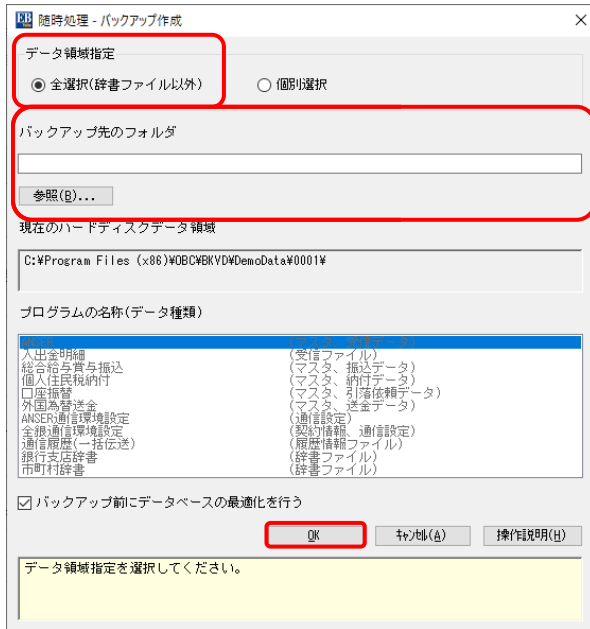 EB 随時処理 - バックアップ作成
データ領域指定
全選択(辞書ファイル以外) 個別選択
バックアップ先のフォルダ
参照(B)...
現在のハードディスクデータ領域
C:¥Program Files (x86)¥OBC¥BKVD¥DemoData¥0001¥
プログラムの名称(データ種類)
ANSER (マスタ、受信データ)
入出金明細 (受信ファイル)
総合給与賞与振込 (マスタ、振込データ)
個人住民税納付 (マスタ、納付データ)
口座振替 (マスタ、引落依頼データ)
外国為替送金 (マスタ、送金データ)
ANSER通信環境設定 (通信設定)
全銀通信環境設定 (契約情報、通信設定)
通信履歴(一括伝送) (履歴情報ファイル)
銀行支店辞書 (辞書ファイル)
市町村辞書 (辞書ファイル)
バックアップ前にデータベースの最適化を行う
OK ｷｬﾝｾﾙ(A) 操作説明(H)
データ領域指定を選択してください。